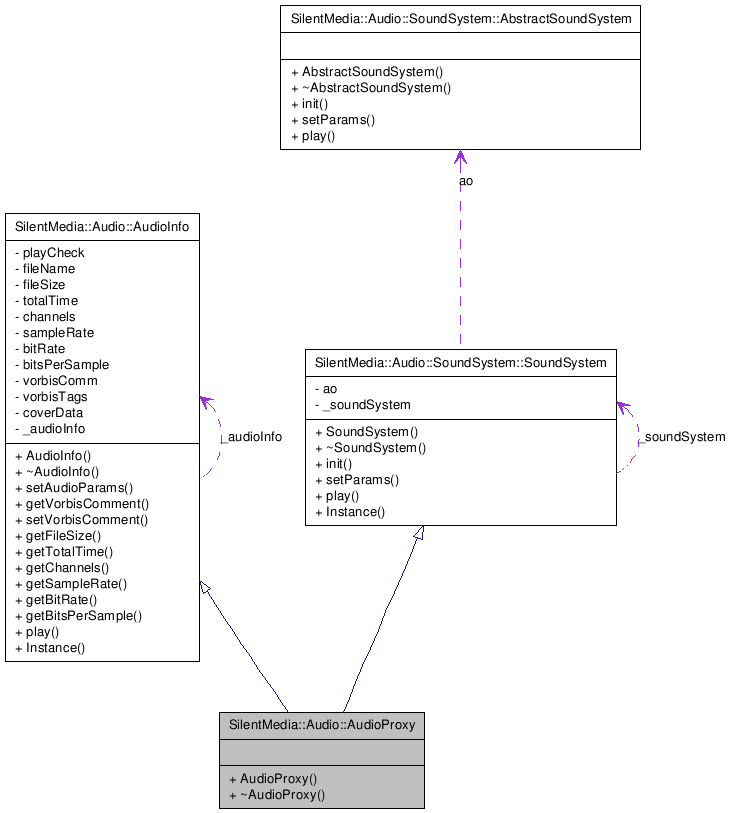 SilentMedia::Audio::SoundSystem::AbstractSoundSystem
+ AbstractSoundSystem()
+ ~AbstractSoundSystem()
+ init()
+ setParams()
+ play()
ao
SilentMedia::Audio::AudioInfo
- playCheck
- fileName
- fileSize
- totalTime
- channels
- sampleRate
- bitRate
- bitsPerSample
- vorbisComm
- vorbisTags
- coverData
- _audioInfo
+ AudioInfo()
+ ~AudioInfo()
+ setAudioParams()
+ getVorbisComment()
+ setVorbisComment()
+ getFileSize()
+ getTotalTime()
+ getChannels()
+ getSampleRate()
+ getBitRate()
+ getBitsPerSample()
+ play()
+ Instance()
_audioInfo
SilentMedia::Audio::SoundSystem::SoundSystem
- ao
- _soundSystem
+ SoundSystem()
+ ~SoundSystem()
+ init()
+ setParams()
+ play()
+ Instance()
_soundSystem
SilentMedia::Audio::AudioProxy
+ AudioProxy()
+ ~AudioProxy()